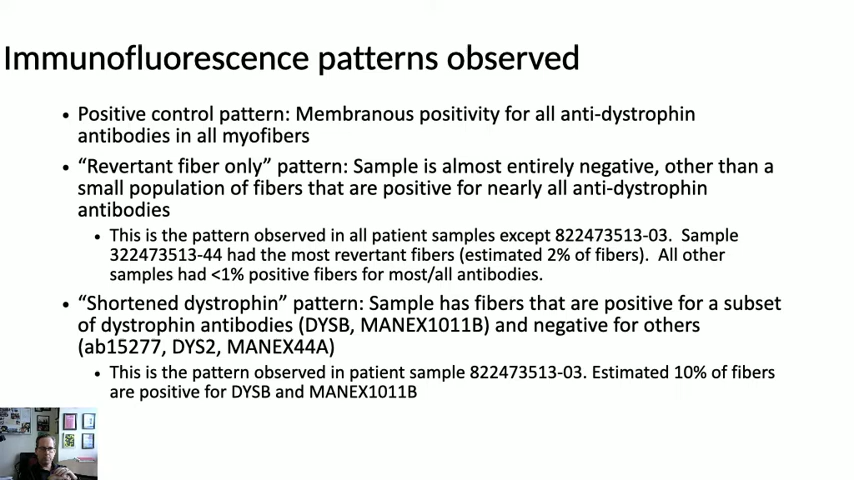 Immunofluorescence patterns observed
• Positive control pattern: Membranous positivity for all anti-dystrophin
antibodies in all myofibers
• “Revertant fiber only” pattern: Sample is almost entirely negative, other than a
small population of fibers that are positive for nearly all anti-dystrophin
antibodies
• This is the pattern observed in all patient samples except 822473513-03. Sample
322473513-44 had the most revertant fibers (estimated 2% of fibers). All other
samples had <1% positive fibers for most/all antibodies.
• “Shortened dystrophin” pattern: Sample has fibers that are positive for a subset
of dystrophin antibodies (DYSB, MANEX1011B) and negative for others
(ab15277, DYS2, MANEX44A)
• This is the pattern observed in patient sample 822473513-03. Estimated 10% of fibers
are positive for DYSB and MANEX1011B